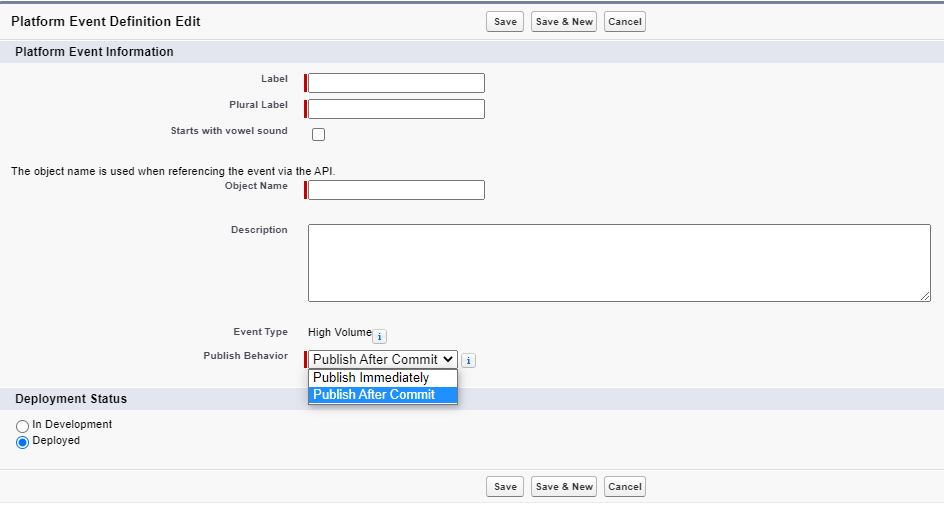 Platform Event Definition Edit Save Save & New Cancel
Platform Event Information
Label
Plural Label
Starts with vowel sound
The object name is used when referencing the event via the API.
Object Name
Description
Event Type High Volume i
Publish Behavior Publish After Commit i
Publish Immediately
Publish After Commit
Deployment Status
In Development
Deployed
Save Save & New Cancel